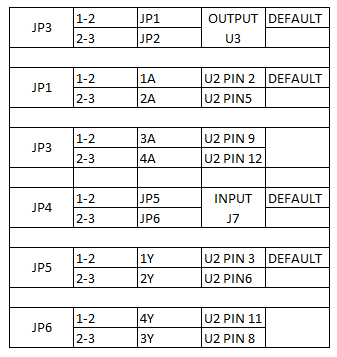 JP3 1-2 JP1 OUTPUT DEFAULT
2-3 JP2 U3
JP1 1-2 1A U2 PIN 2 DEFAULT
2-3 2A U2 PIN5
JP3 1-2 3A U2 PIN 9
2-3 4A U2 PIN 12
JP4 1-2 JP5 INPUT DEFAULT
2-3 JP6 J7
JP5 1-2 1Y U2 PIN 3 DEFAULT
2-3 2Y U2 PIN6
JP6 1-2 4Y U2 PIN 11
2-3 3Y U2 PIN 8